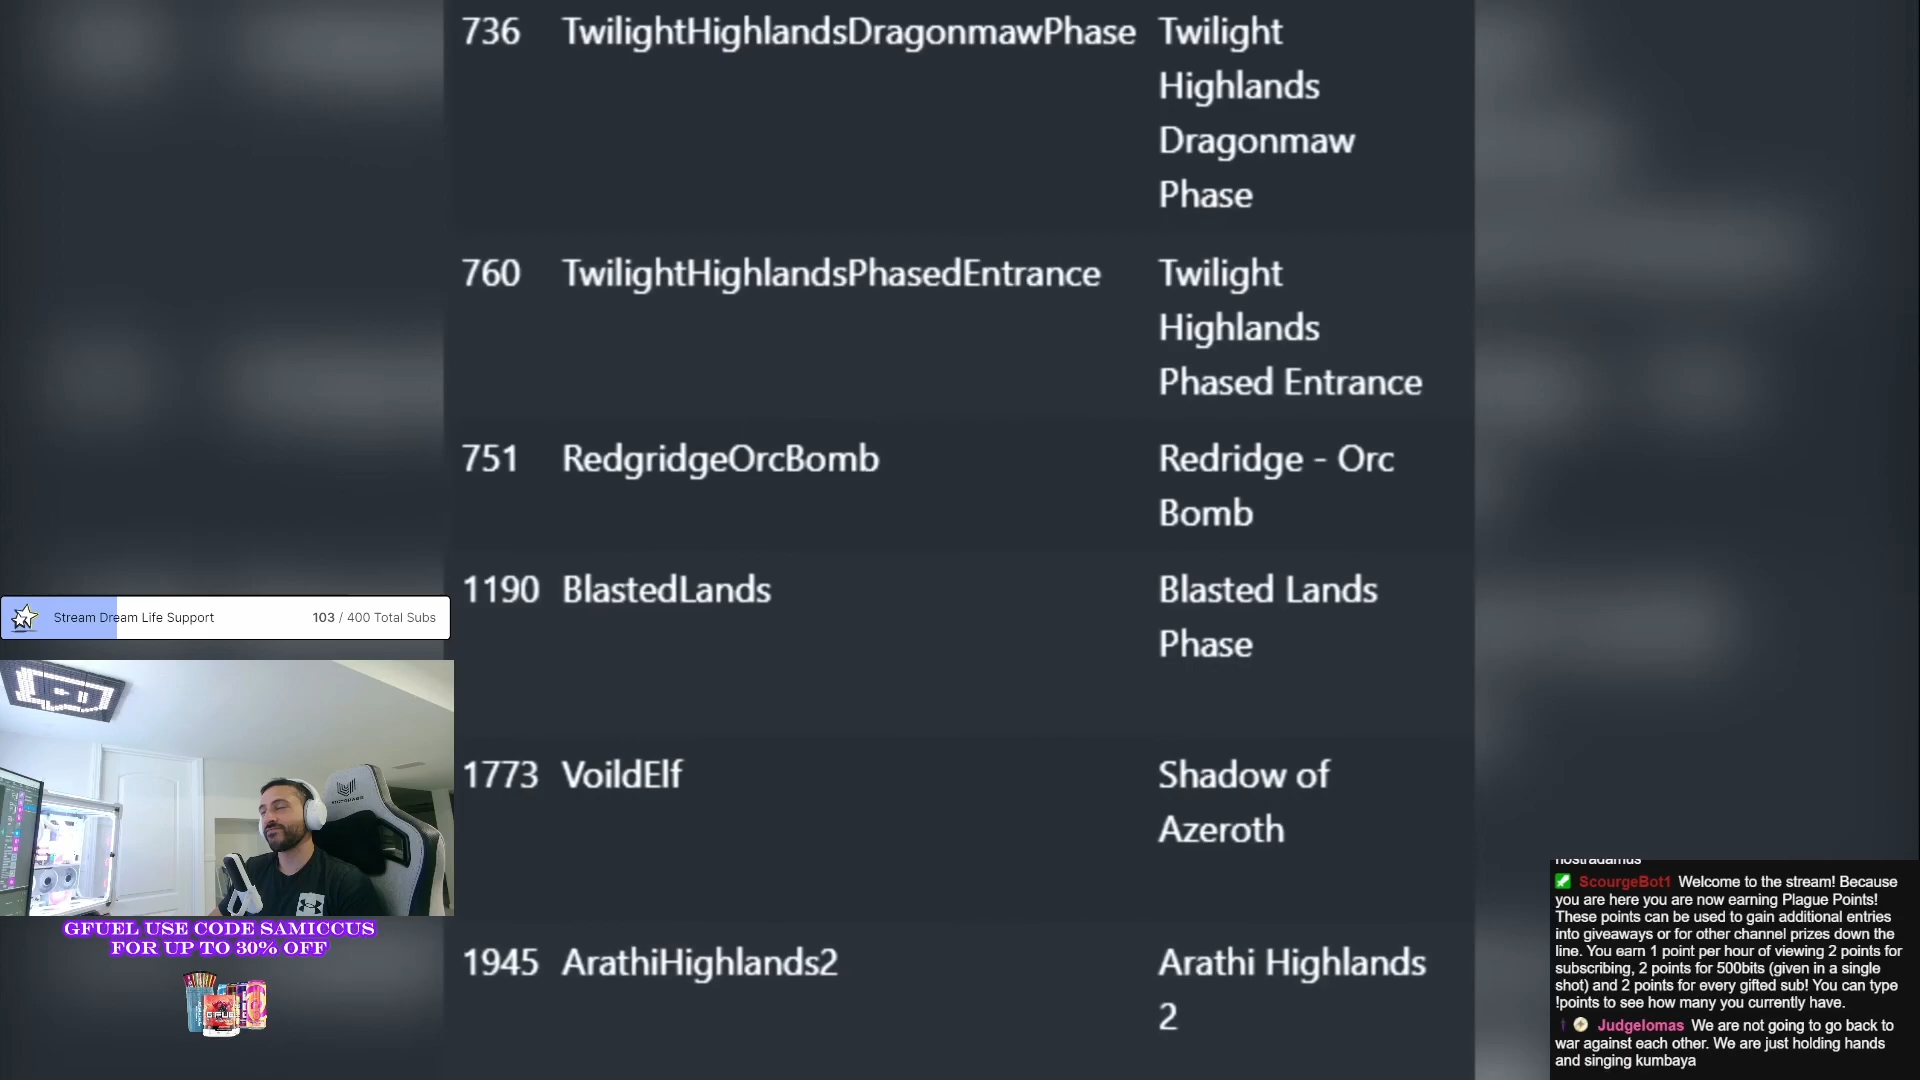 736 TwilightHighlandsDragonmawPhase Twilight
Highlands
Dragonmaw
Phase
760 TwilightHighlandsPhasedEntrance Twilight
Highlands
Phased Entrance
751 RedgridgeOrcBomb Redridge - Orc
Bomb
1190 BlastedLands Blasted Lands
Phase
1773 VoildElf Shadow of
Azeroth
1945 ArathiHighlands2 Arathi Highlands
2
Stream Dream Life Support 103 / 400 Total Subs
GFUEL USE CODE SAMICCUS
FOR UP TO 30% OFF
nostradamus
ScourgeBot1 Welcome to the stream! Because
you are here you are now earning Plague Points!
These points can be used to gain additional entries
into giveaways or for other channel prizes down the
line. You earn 1 point per hour of viewing 2 points for
subscribing, 2 points for 500bits (given in a single
shot) and 2 points for every gifted sub! You can type
!points to see how many you currently have.
Judgelomas We are not going to go back to
war against each other. We are just holding hands
and singing kumbaya